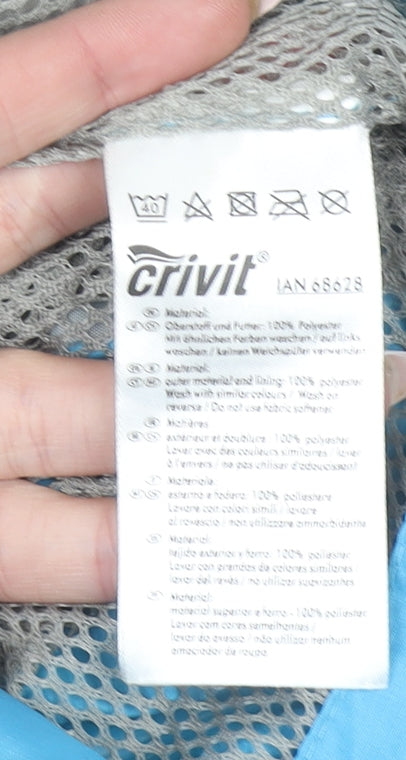 40
crivit® IAN 68628
Material:
Oberstoff und Futter: 100% Polyester
Mit ähnlichen Farben waschen / auf links
waschen / keinen Weichspüler verwenden
Material:
outer material and lining: 100% polyester
Wash with similar colours / Wash on
reverse / Do not use fabric softener
Matières:
extérieur et doublure: 100% polyester
Laver avec des couleurs similaires / laver
à l'envers / ne pas utiliser d'adoucissant
Materiale:
esterno e fodera: 100% poliestere
Lavare con colori simili / lavare
al rovescio / non utilizzare ammorbidente
Material:
tejido exterior y forro: 100% poliéster
Lavar con prendas de colores similares
lavar del revés / no utilizar suavizantes
Material:
material superior e forro - 100% poliéster
Lavar com cores semelhantes /
lavar do avesso / não utilizar nenhum
amaciador de roupa